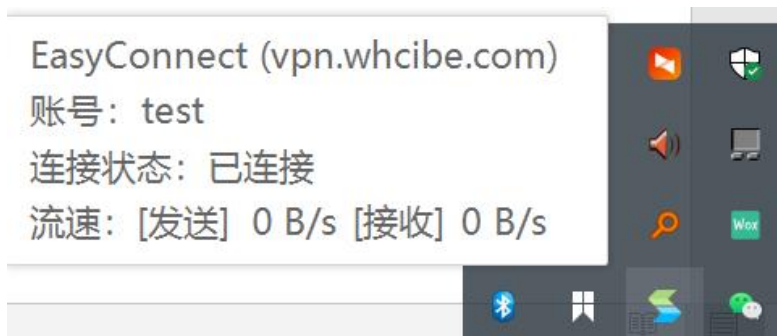 EasyConnect (vpn.whcibe.com)
账号：test
连接状态：已连接
流速：[发送] 0 B/s [接收] 0 B/s
Wox